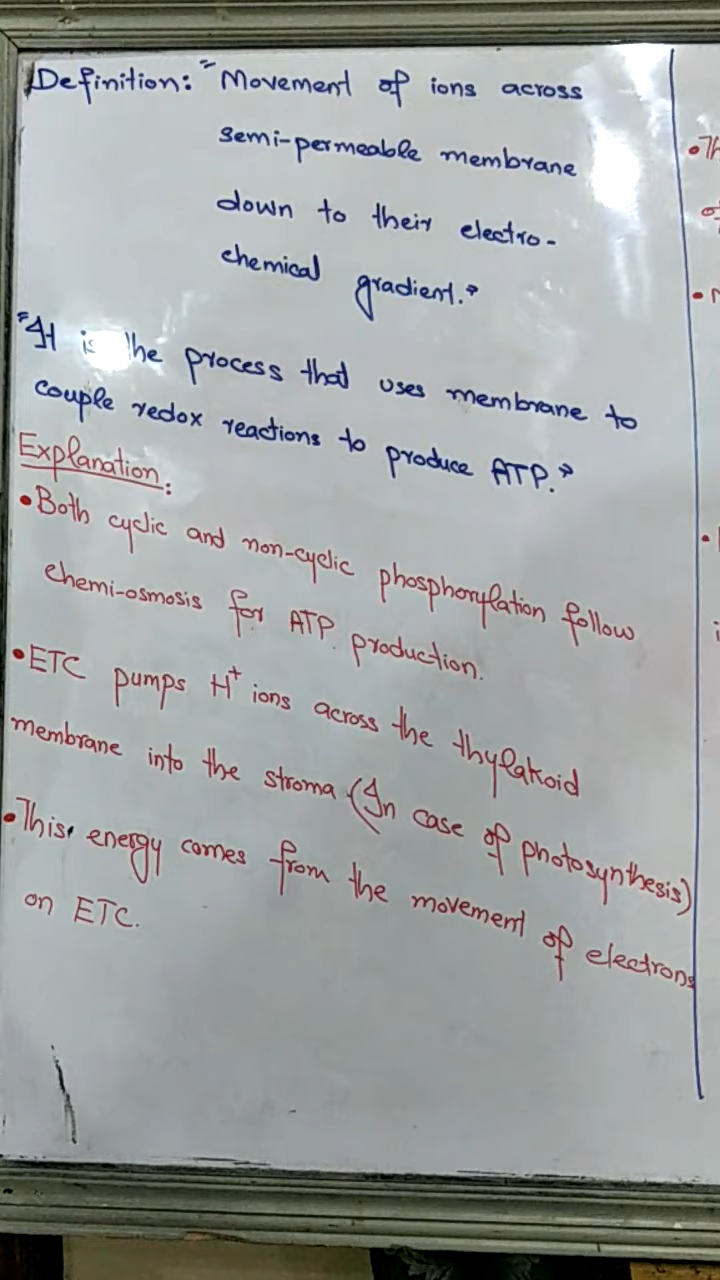 Definition: "Movement of ions across
semi-permeable membrane
down to their electro-
chemical gradient."
"It is the process that uses membrane to
couple redox reactions to produce ATP."
Explanation:
•Both cyclic and non-cyclic phosphorylation follow
chemi-osmosis for ATP production.
•ETC pumps H⁺ ions across the thylakoid
membrane into the stroma (In case of photosynthesis)
•This energy comes from the movement of electrons
on ETC.